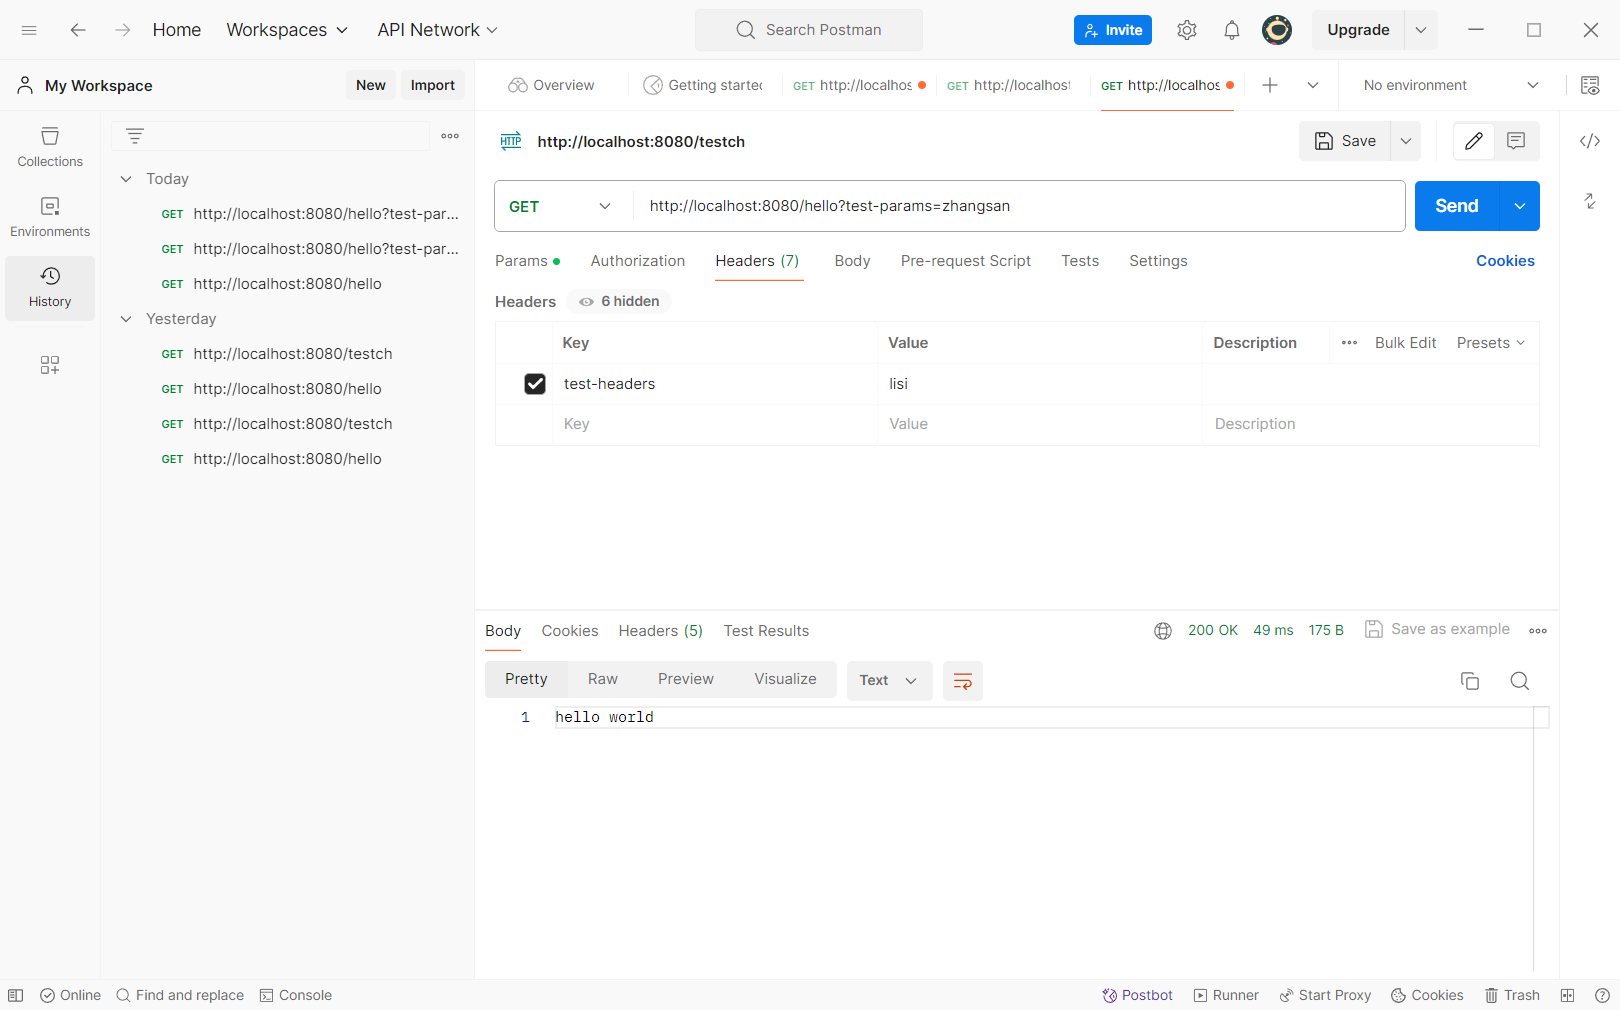 Home Workspaces API Network Search Postman Invite Upgrade
My Workspace New Import Overview Getting started GET http://localhos GET http://localhost GET http://localhos No environment
Collections
Environments
History
Today
GET http://localhost:8080/hello?test-par...
GET http://localhost:8080/hello?test-par...
GET http://localhost:8080/hello
Yesterday
GET http://localhost:8080/testch
GET http://localhost:8080/hello
GET http://localhost:8080/testch
GET http://localhost:8080/hello
HTTP http://localhost:8080/testch Save
GET http://localhost:8080/hello?test-params=zhangsan Send
Params Authorization Headers (7) Body Pre-request Script Tests Settings Cookies
Headers 6 hidden
Key Value Description Bulk Edit Presets
test-headers lisi
Key Value Description
Body Cookies Headers (5) Test Results 200 OK 49 ms 175 B Save as example
Pretty Raw Preview Visualize Text
1 hello world
Online Find and replace Console Postbot Runner Start Proxy Cookies Trash